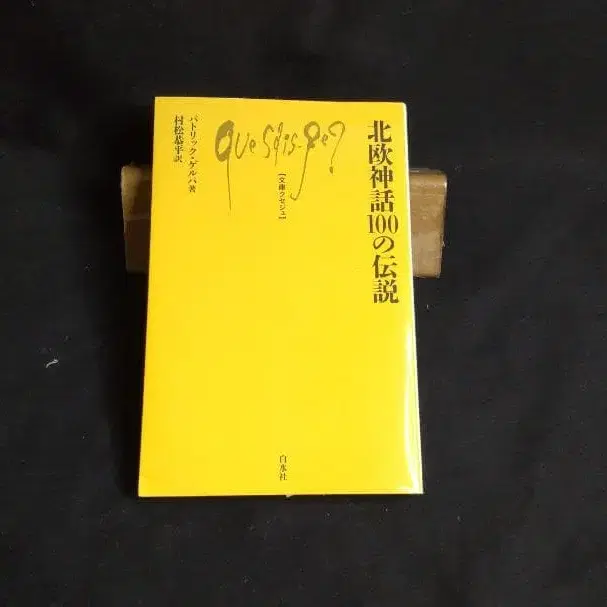 北欧神話100の伝説
Que sais-je?
[文庫クセジュ]
パトリック・ゲルパ著
村松恭平訳
白水社